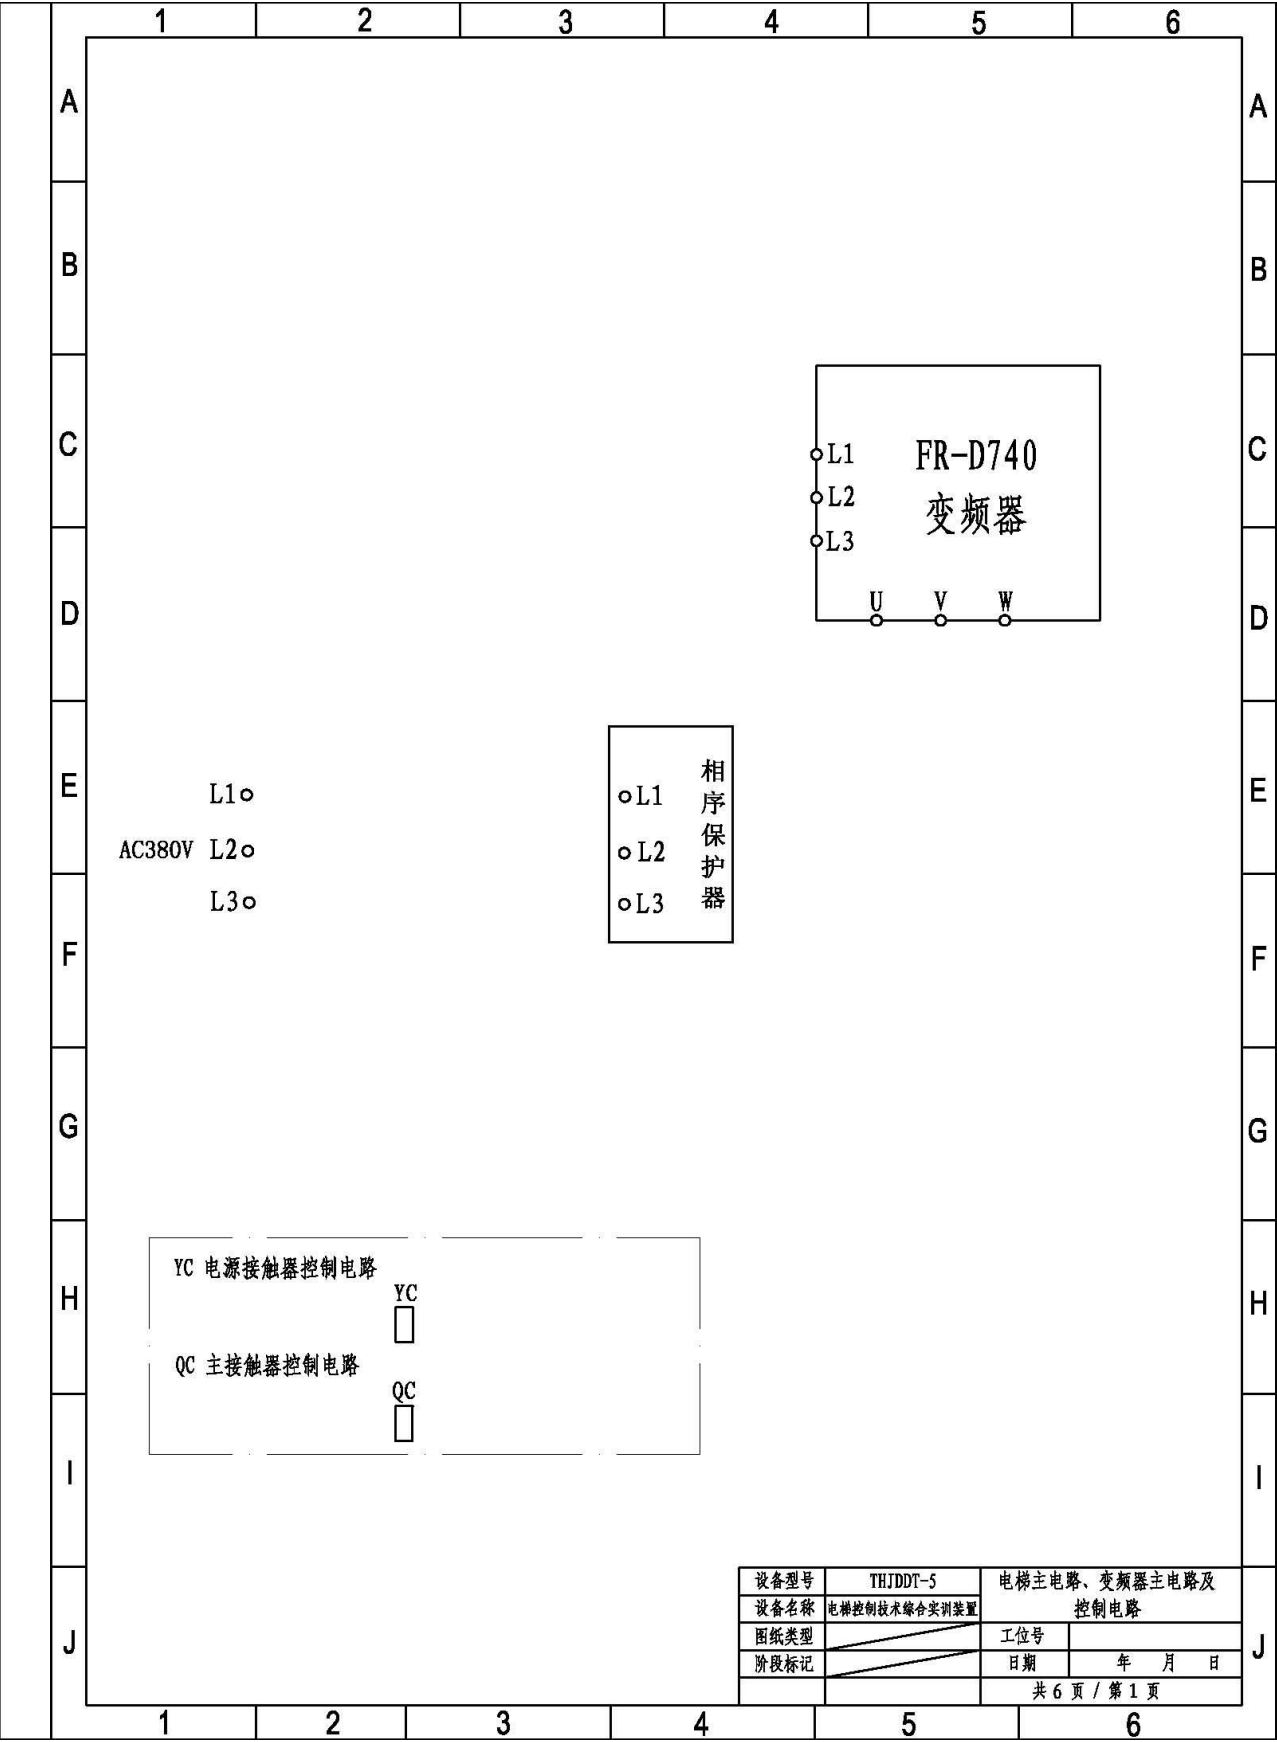 1 2 3 4 5 6
A A
B B
C C
L1 FR-D740
L2 变频器
L3
D D
U V W
E E
相序保护器
L1 L1
AC380V L2 L2
L3 L3
F F
G G
YC 电源接触器控制电路
YC
H H
QC 主接触器控制电路
QC
I I
设备型号 THJDDT-5 电梯主电路、变频器主电路及
设备名称 电梯控制技术综合实训装置 控制电路
图纸类型 工位号
J J
阶段标记 日期 年 月 日
共 6 页 / 第 1 页
1 2 3 4 5 6